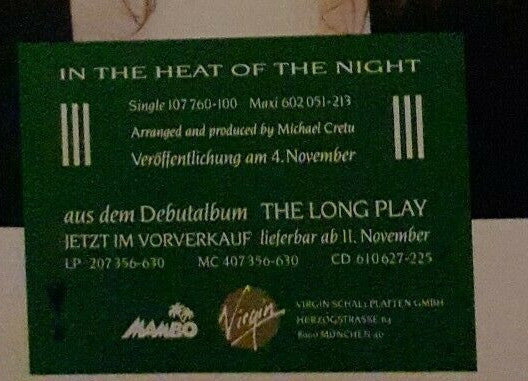 IN THE HEAT OF THE NIGHT
Single 107 760-100 Maxi 602 051-213
Arranged and produced by Michael Cretu
Veröffentlichung am 4. November
aus dem Debutalbum THE LONG PLAY
JETZT IM VORVERKAUF lieferbar ab 11. November
LP 207 356-630 MC 407 356-630 CD 610 627-225
MAMBO
Virgin
VIRGIN SCHALLPLATTEN GMBH
HERZOGSTRASSE 64
8000 MÜNCHEN 40